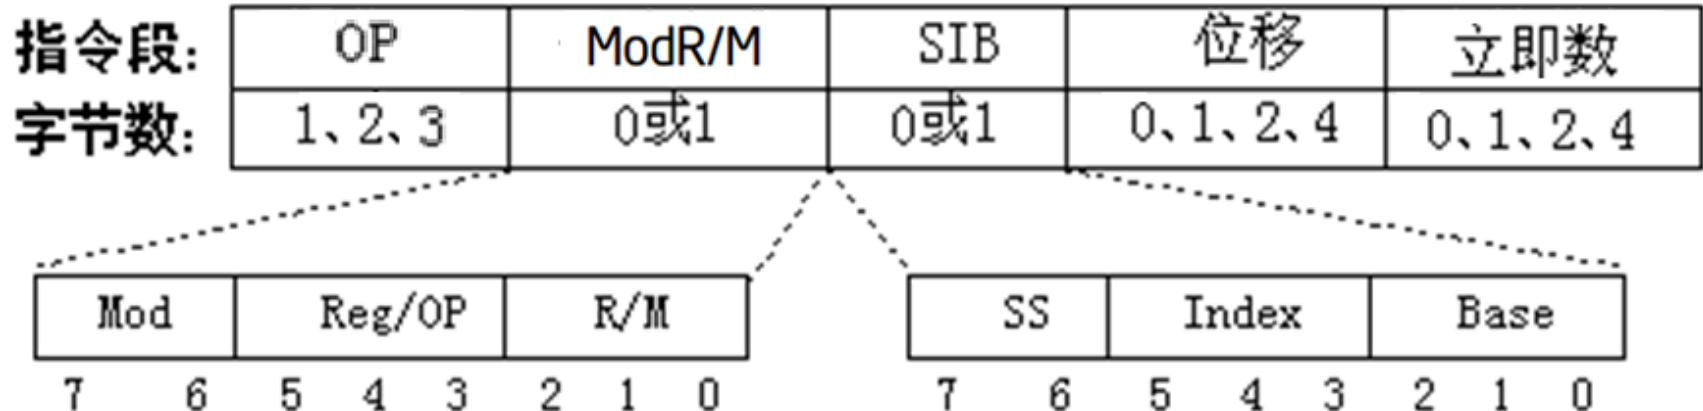 指令段: OP ModR/M SIB 位移 立即数
字节数: 1、2、3 0或1 0或1 0、1、2、4 0、1、2、4
Mod Reg/OP R/M SS Index Base
7 6 5 4 3 2 1 0 7 6 5 4 3 2 1 0